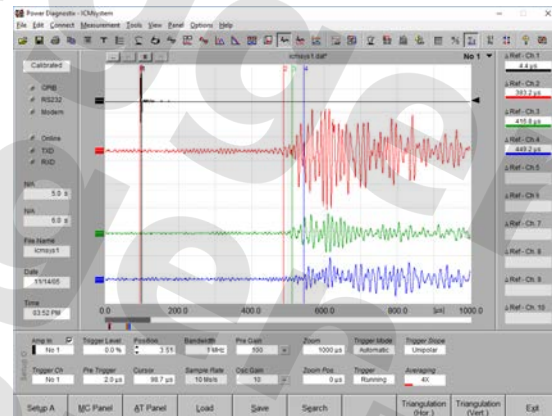 Power Diagnostix - ICMsystem
File Edit Connect Measurement Tools View Panel Options Help
Calibrated
icmsys1.dat*
No 1
GPIB
RS232
Modem
Online
TXD
RXD
N/A
5.0 s
N/A
6.0 s
File Name
icmsys1
Date
11/14/05
Time
03:52 PM
2
3
4
Δ Ref - Ch.1
4.4 µs
Δ Ref - Ch.2
393.2 µs
Δ Ref - Ch.3
415.8 µs
Δ Ref - Ch.4
449.2 µs
Δ Ref - Ch.5
Δ Ref - Ch.6
Δ Ref - Ch. 7
Δ Ref - Ch. 8
Δ Ref - Ch. 9
Δ Ref - Ch. 10
0.0 200.0 400.0 600.0 [µs] 1000.0
Setup O
Amp In Trigger Level Position Bandwidth Pre Gain Zoom Trigger Mode Trigger Slope
No 1 0.0 % 3.51 1 MHz 100 1000 µs Automatic Unipolar
Trigger Ch Pre Trigger Cursor Sample Rate Osc Gain Zoom Pos. Trigger Averaging
No 1 2.0 µs 98.7 µs 10 Ms/s 10 0 µs Running 4X
Setup A MC Panel AT Panel Load Save Search Triangulation (Hor.) Triangulation (Vert.) Exit